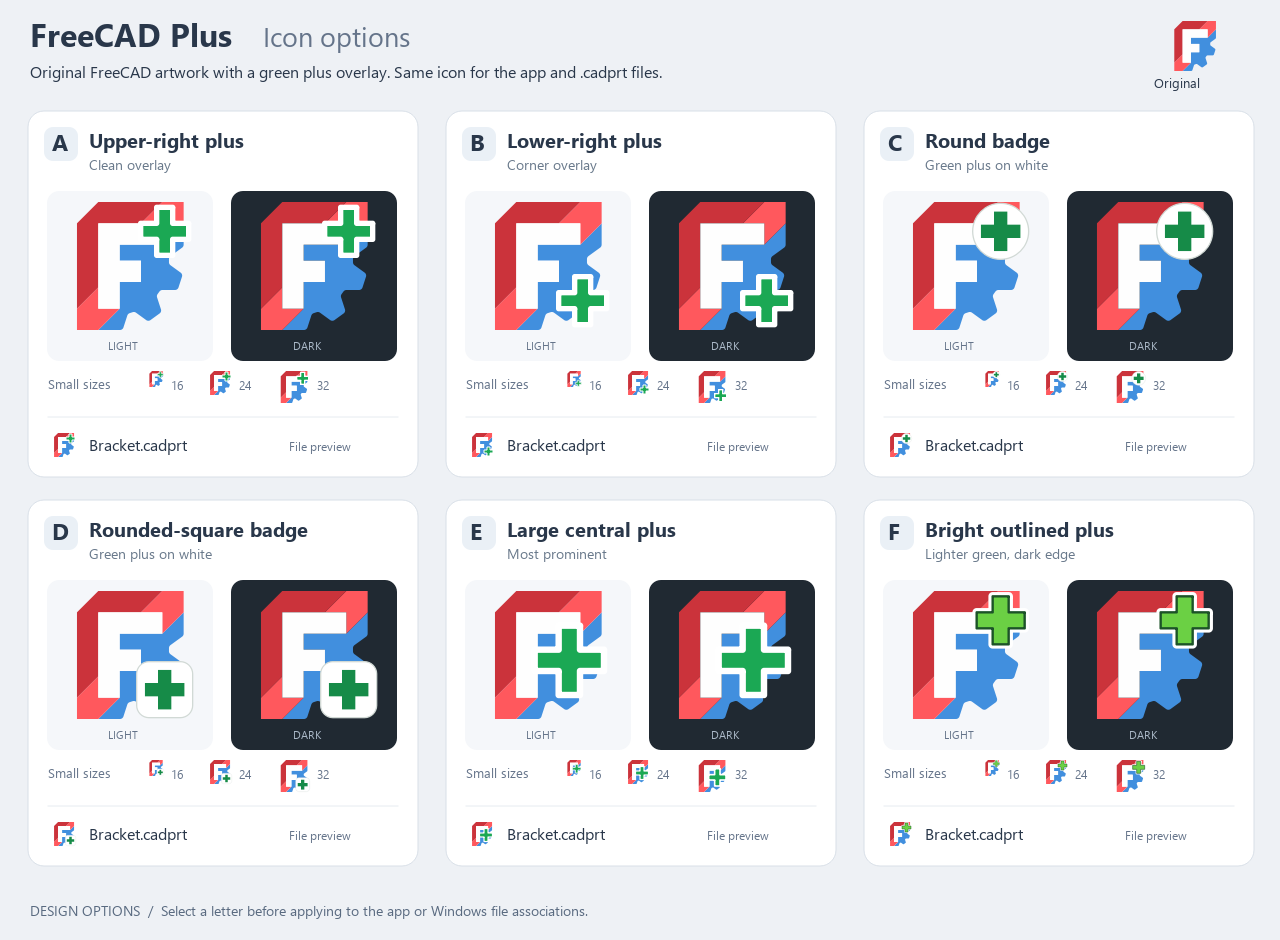 FreeCAD Plus Icon options
Original FreeCAD artwork with a green plus overlay. Same icon for the app and .cadprt files.
Original
A Upper-right plus
Clean overlay
LIGHT
DARK
Small sizes 16 24 32
Bracket.cadprt File preview
B Lower-right plus
Corner overlay
LIGHT
DARK
Small sizes 16 24 32
Bracket.cadprt File preview
C Round badge
Green plus on white
LIGHT
DARK
Small sizes 16 24 32
Bracket.cadprt File preview
D Rounded-square badge
Green plus on white
LIGHT
DARK
Small sizes 16 24 32
Bracket.cadprt File preview
E Large central plus
Most prominent
LIGHT
DARK
Small sizes 16 24 32
Bracket.cadprt File preview
F Bright outlined plus
Lighter green, dark edge
LIGHT
DARK
Small sizes 16 24 32
Bracket.cadprt File preview
DESIGN OPTIONS / Select a letter before applying to the app or Windows file associations.